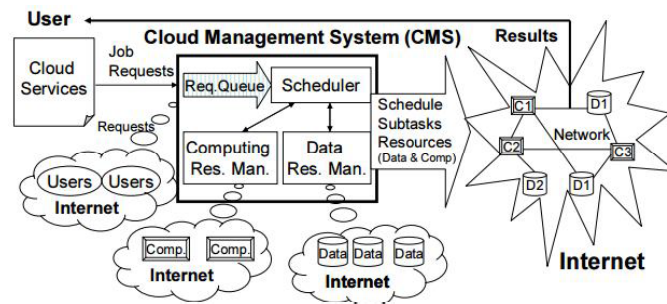 User
Cloud Management System (CMS)
Results
Cloud
Services
Job
Requests
Req.Queue
Scheduler
Computing
Res. Man.
Data
Res. Man.
Schedule
Subtasks
Resources
(Data & Comp)
C1
D1
Network
C2
C3
D2
D1
Internet
Requests
Users
Users
Internet
Comp.
Comp.
Internet
Data
Data
Data
Internet